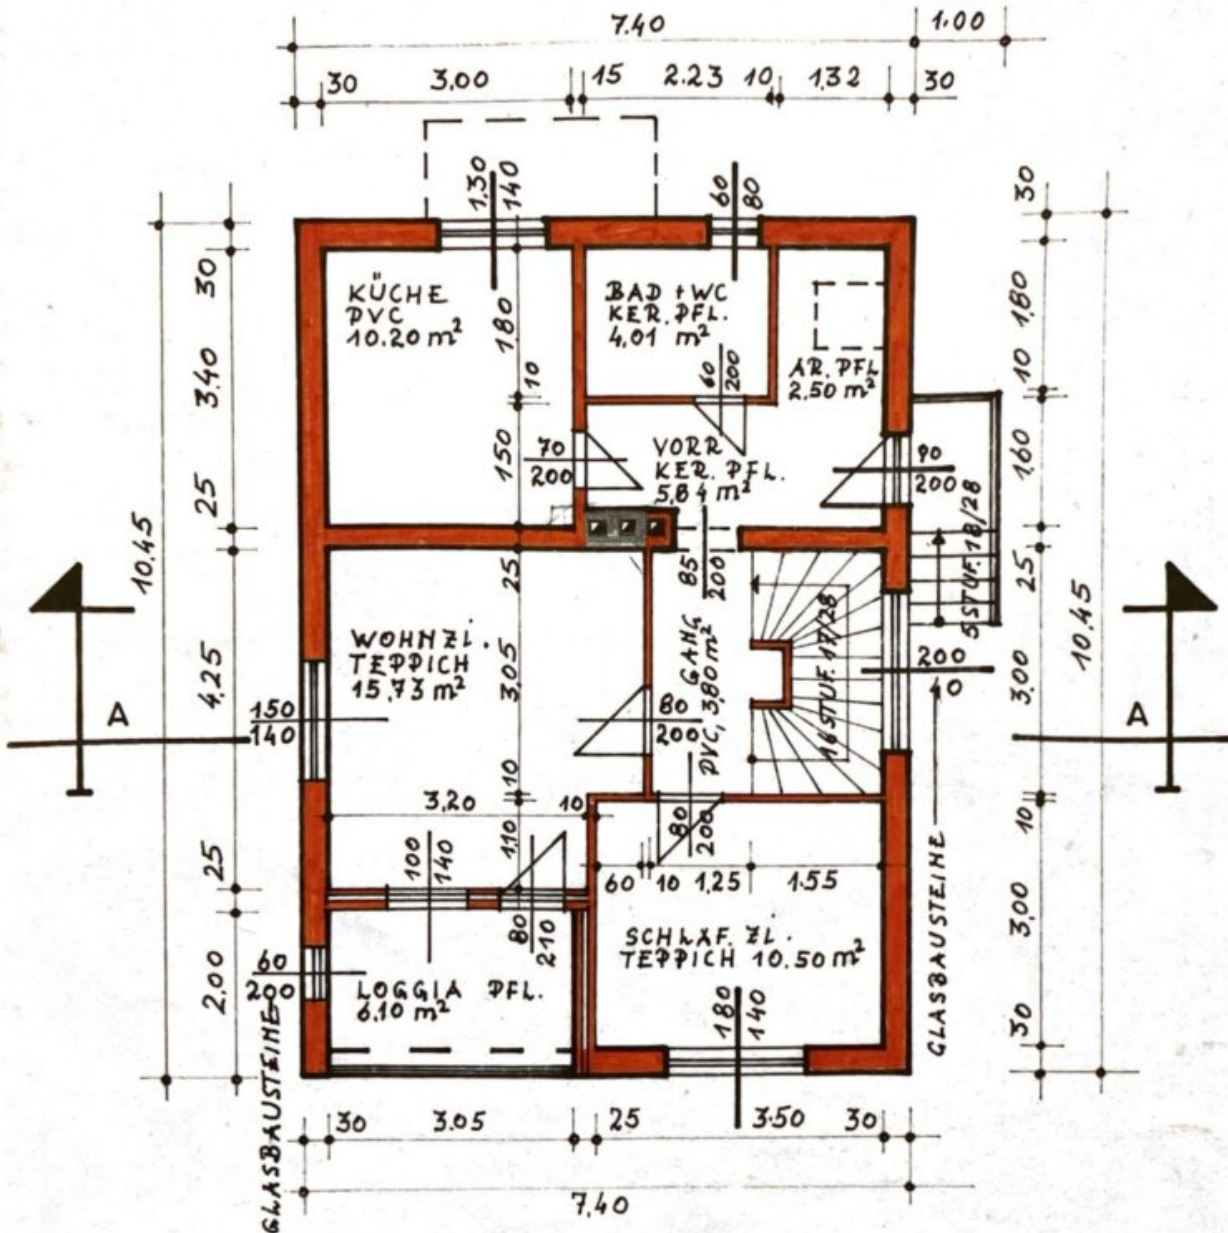 7.40
1.00
30 3,00 15 2.23 10 1,32 30
1,30
140
60
80
30
3,40
25
4,25
25
2,00
10,45
30
1,80
10
1,60
25
3,00
10
3,00
30
10,45
KÜCHE
PVC
10.20 m²
180
10
150
BAD + WC
KER. PFL.
4,01 m²
60
200
AR. PFL
2,50 m²
70
200
VORR
KER. PFL.
5,84 m²
90
200
5 STUF. 18/28
25
85
200
WOHNZI.
TEPPICH
15,73 m²
3,05
GANG
PVC, 3,80 m²
16 STUF. 17/28
200
40
A
A
150
140
80
200
10
3,20
10
1,10
80
200
100
140
80
210
60 10 1,25 1.55
SCHLAF. ZI.
TEPPICH 10.50 m²
60
200
LOGGIA PFL.
6,10 m²
180
140
GLASBAUSTEINE
GLASBAUSTEINE
30 3.05 25 3.50 30
7,40